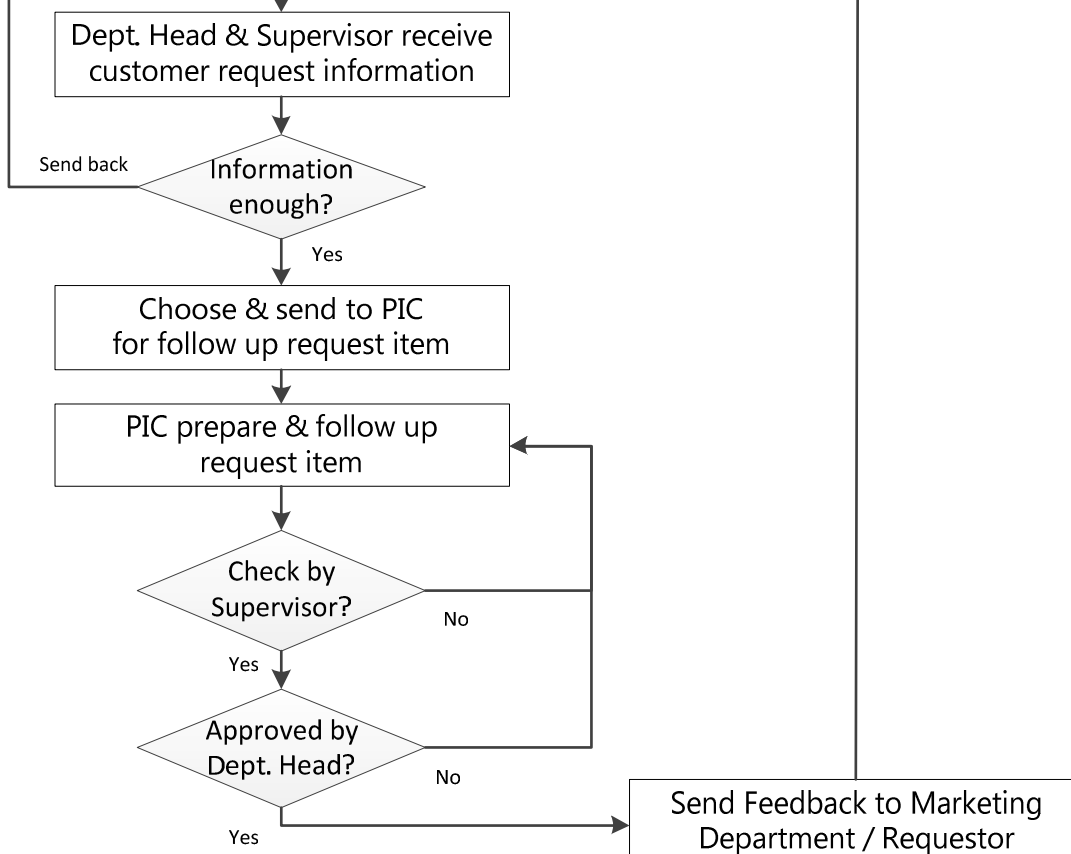 Dept. Head & Supervisor receive
customer request information
Send back
Information
enough?
Yes
Choose & send to PIC
for follow up request item
PIC prepare & follow up
request item
Check by
Supervisor?
No
Yes
Approved by
Dept. Head?
No
Yes
Send Feedback to Marketing
Department / Requestor